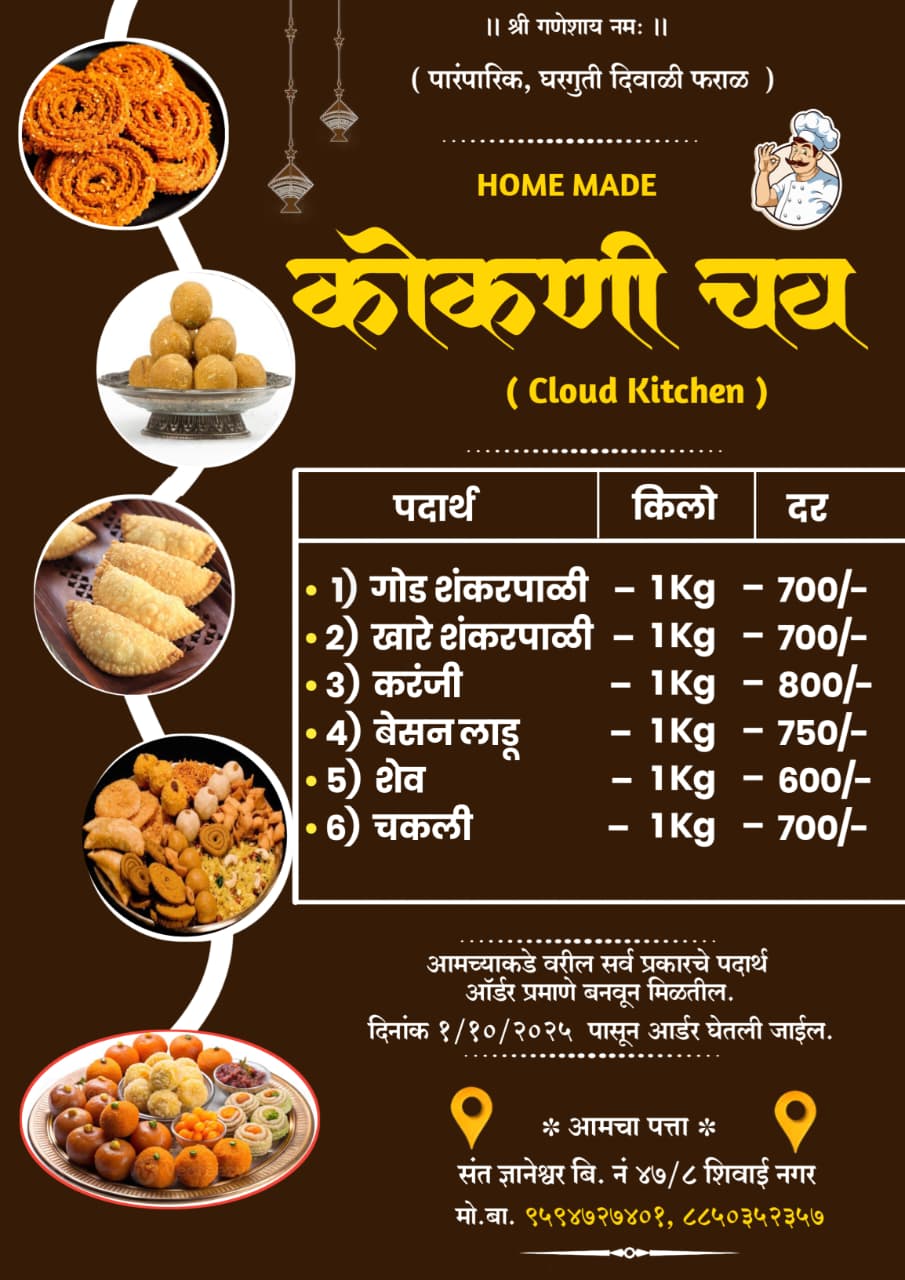 || श्री गणेशाय नमः ||
( पारंपारिक, घरगुती दिवाळी फराळ )
HOME MADE
कोकणी चव
( Cloud Kitchen )
पदार्थ किलो दर
• 1) गोड शंकरपाळी – 1Kg – 700/-
• 2) खारे शंकरपाळी – 1Kg – 700/-
• 3) करंजी – 1Kg – 800/-
• 4) बेसन लाडू – 1Kg – 750/-
• 5) शेव – 1Kg – 600/-
• 6) चकली – 1Kg – 700/-
आमच्याकडे वरील सर्व प्रकारचे पदार्थ
ऑर्डर प्रमाणे बनवून मिळतील.
दिनांक १/१०/२०२५ पासून आर्डर घेतली जाईल.
* आमचा पत्ता *
संत ज्ञानेश्वर बि. नं ४७/८ शिवाई नगर
मो.बा. ९५९४७२७४०१, ८८५०३५२३५७